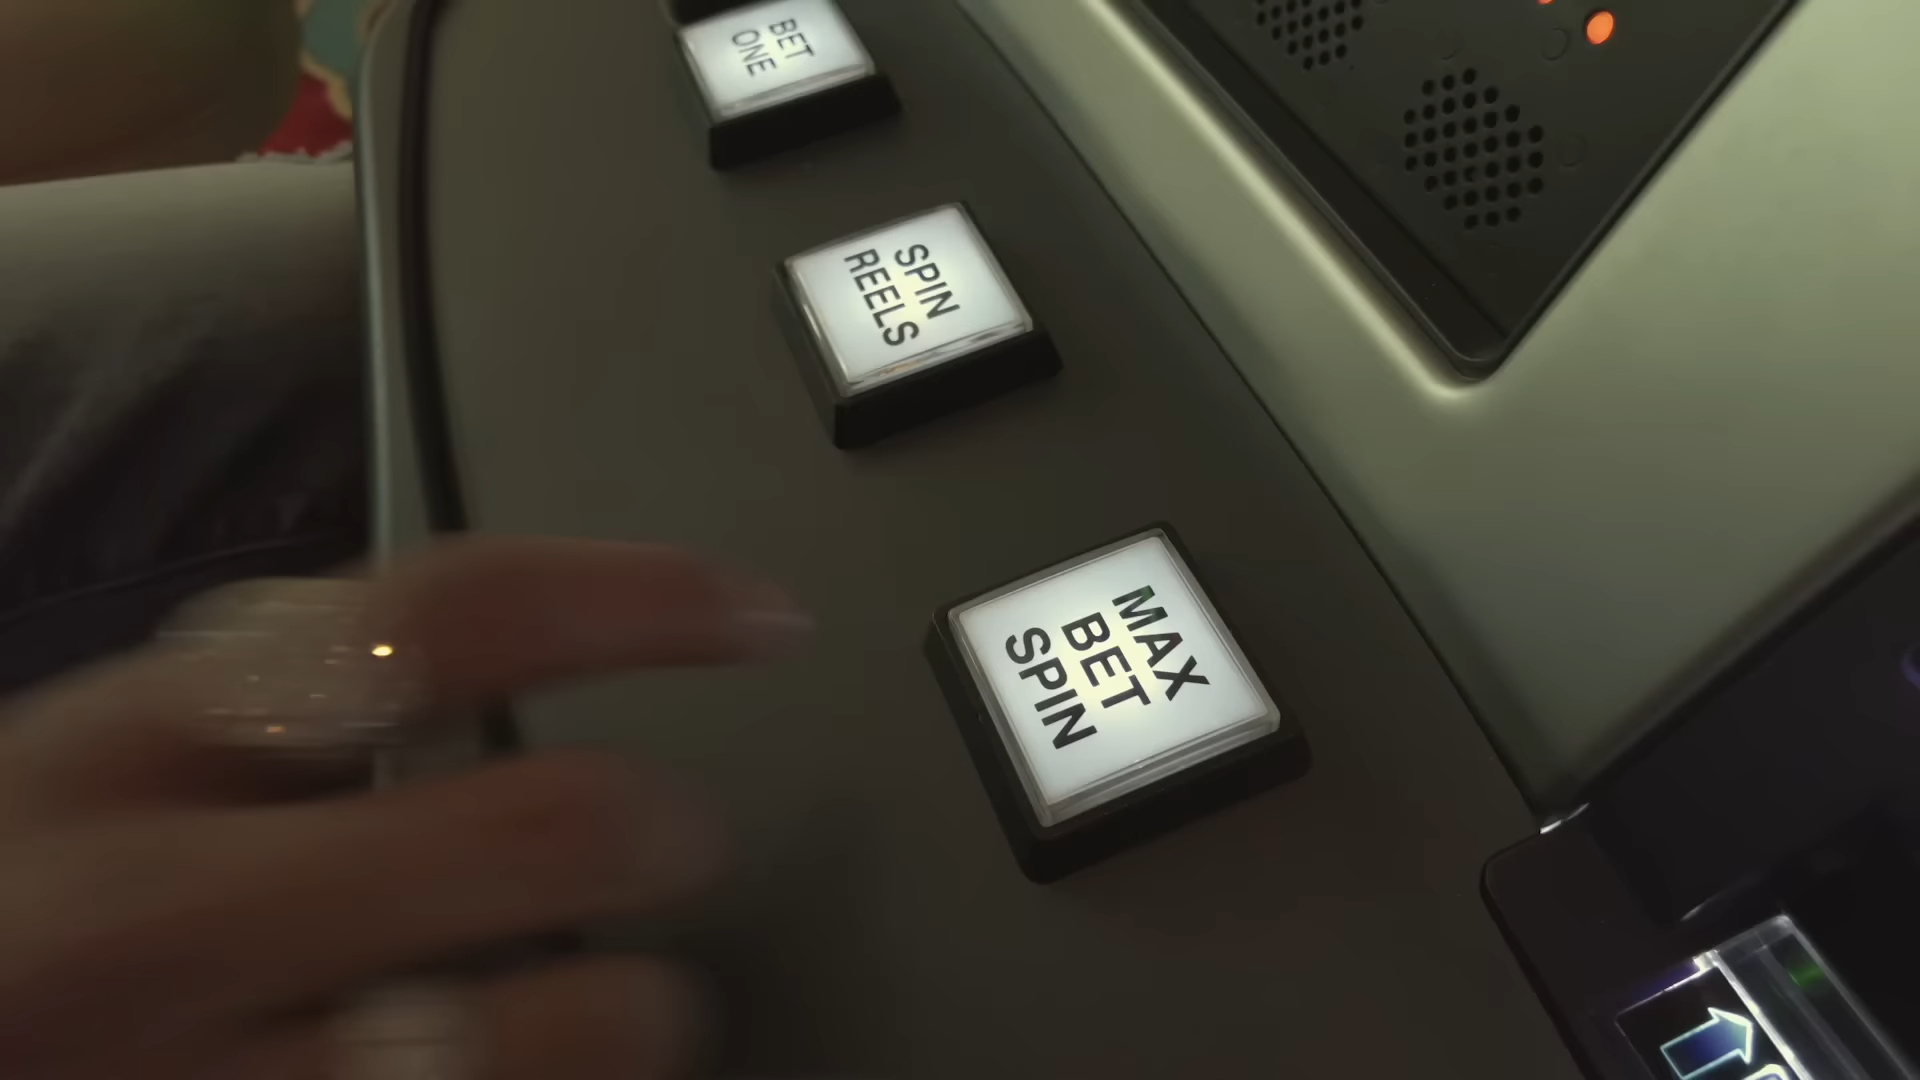 BET
ONE
SPIN
REELS
MAX
BET
SPIN